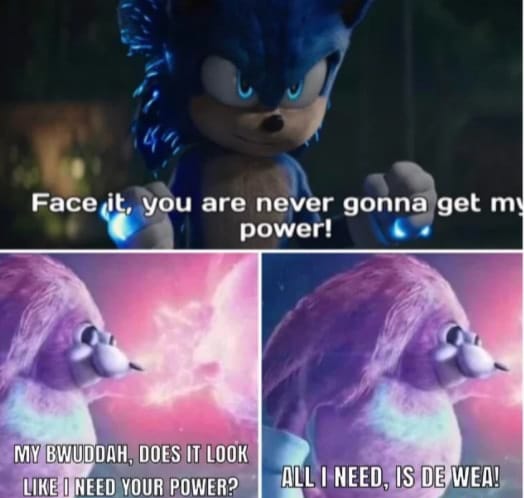 Face it, you are never gonna get my
power!
MY BWUDDAH, DOES IT LOOK
LIKE I NEED YOUR POWER?
ALL I NEED, IS DE WEA!